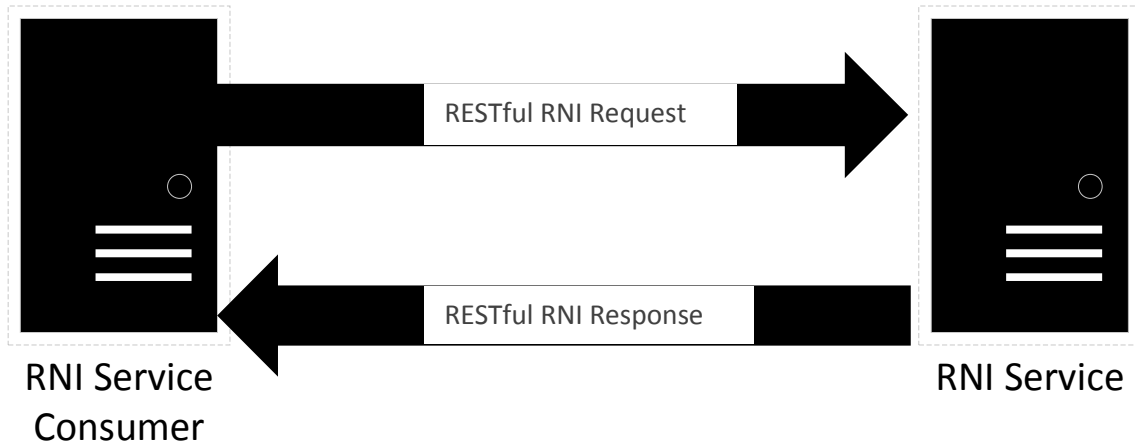 RESTful RNI Request
RESTful RNI Response
RNI Service
Consumer
RNI Service